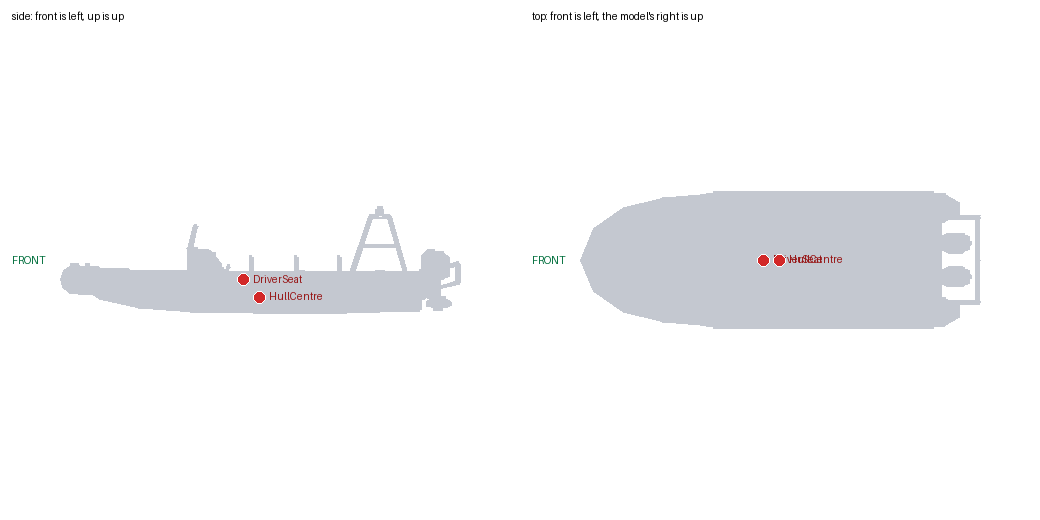 side: front is left, up is up
top: front is left, the model's right is up
FRONT
DriverSeat
HullCentre
FRONT
HullCentre